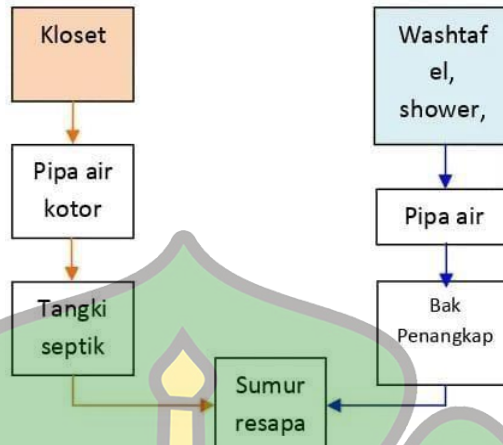 Kloset
Pipa air
kotor
Tangki
septik
Washtaf
el,
shower,
Pipa air
Bak
Penangkap
Sumur
resapa